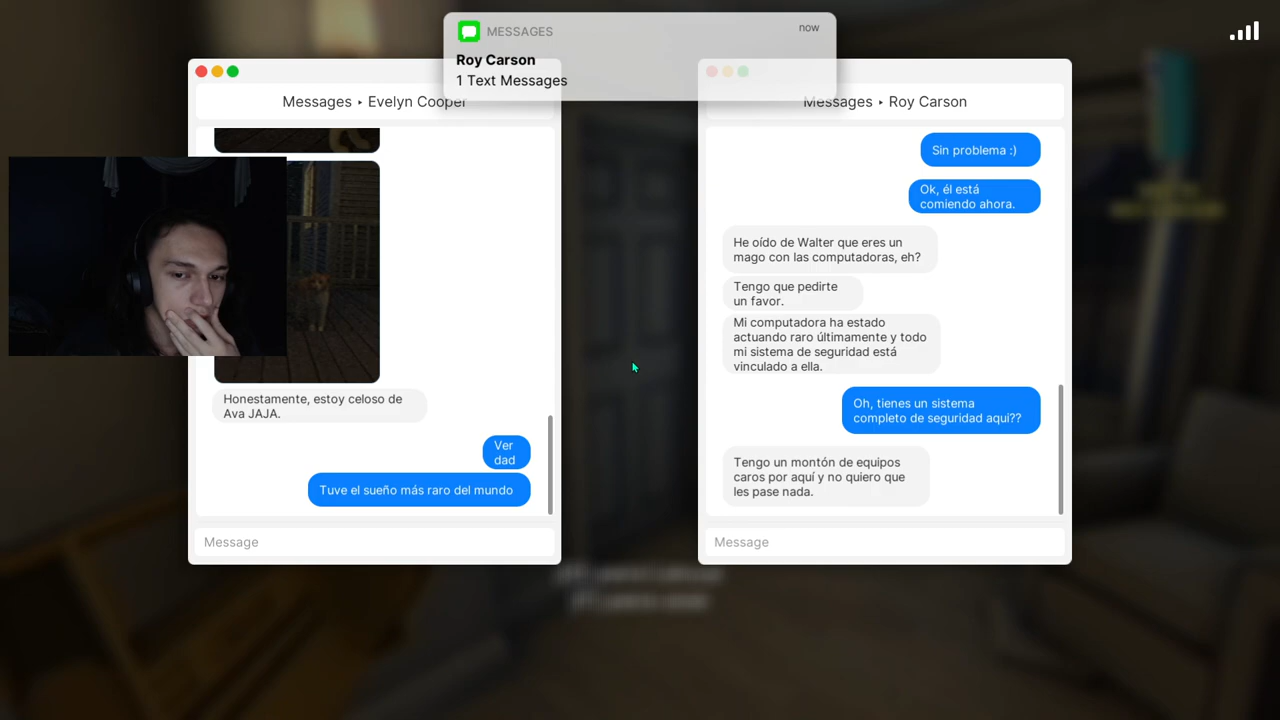 MESSAGES
now
Roy Carson
1 Text Messages
Messages ‣ Evelyn Cooper
Honestamente, estoy celoso de
Ava JAJA.
Ver
dad
Tuve el sueño más raro del mundo
Message
Messages ‣ Roy Carson
Sin problema :)
Ok, él está
comiendo ahora.
He oído de Walter que eres un
mago con las computadoras, eh?
Tengo que pedirte
un favor.
Mi computadora ha estado
actuando raro últimamente y todo
mi sistema de seguridad está
vinculado a ella.
Oh, tienes un sistema
completo de seguridad aqui??
Tengo un montón de equipos
caros por aquí y no quiero que
les pase nada.
Message